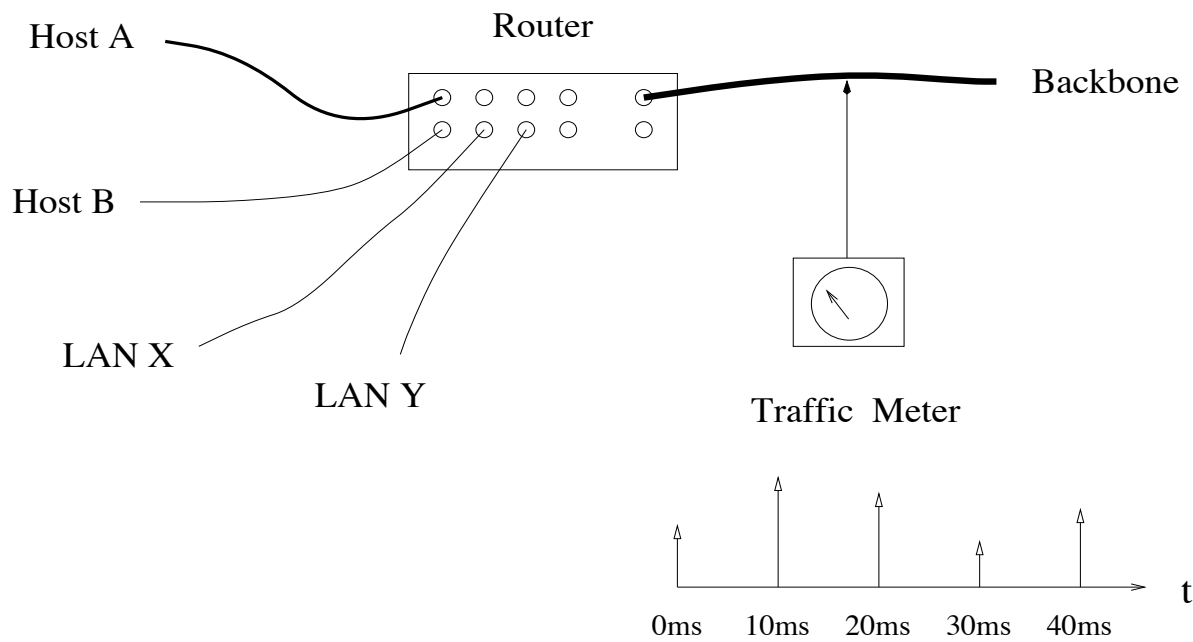 Host A
Router
Backbone
Host B
LAN X
LAN Y
Traffic Meter
t
0ms 10ms 20ms 30ms 40ms